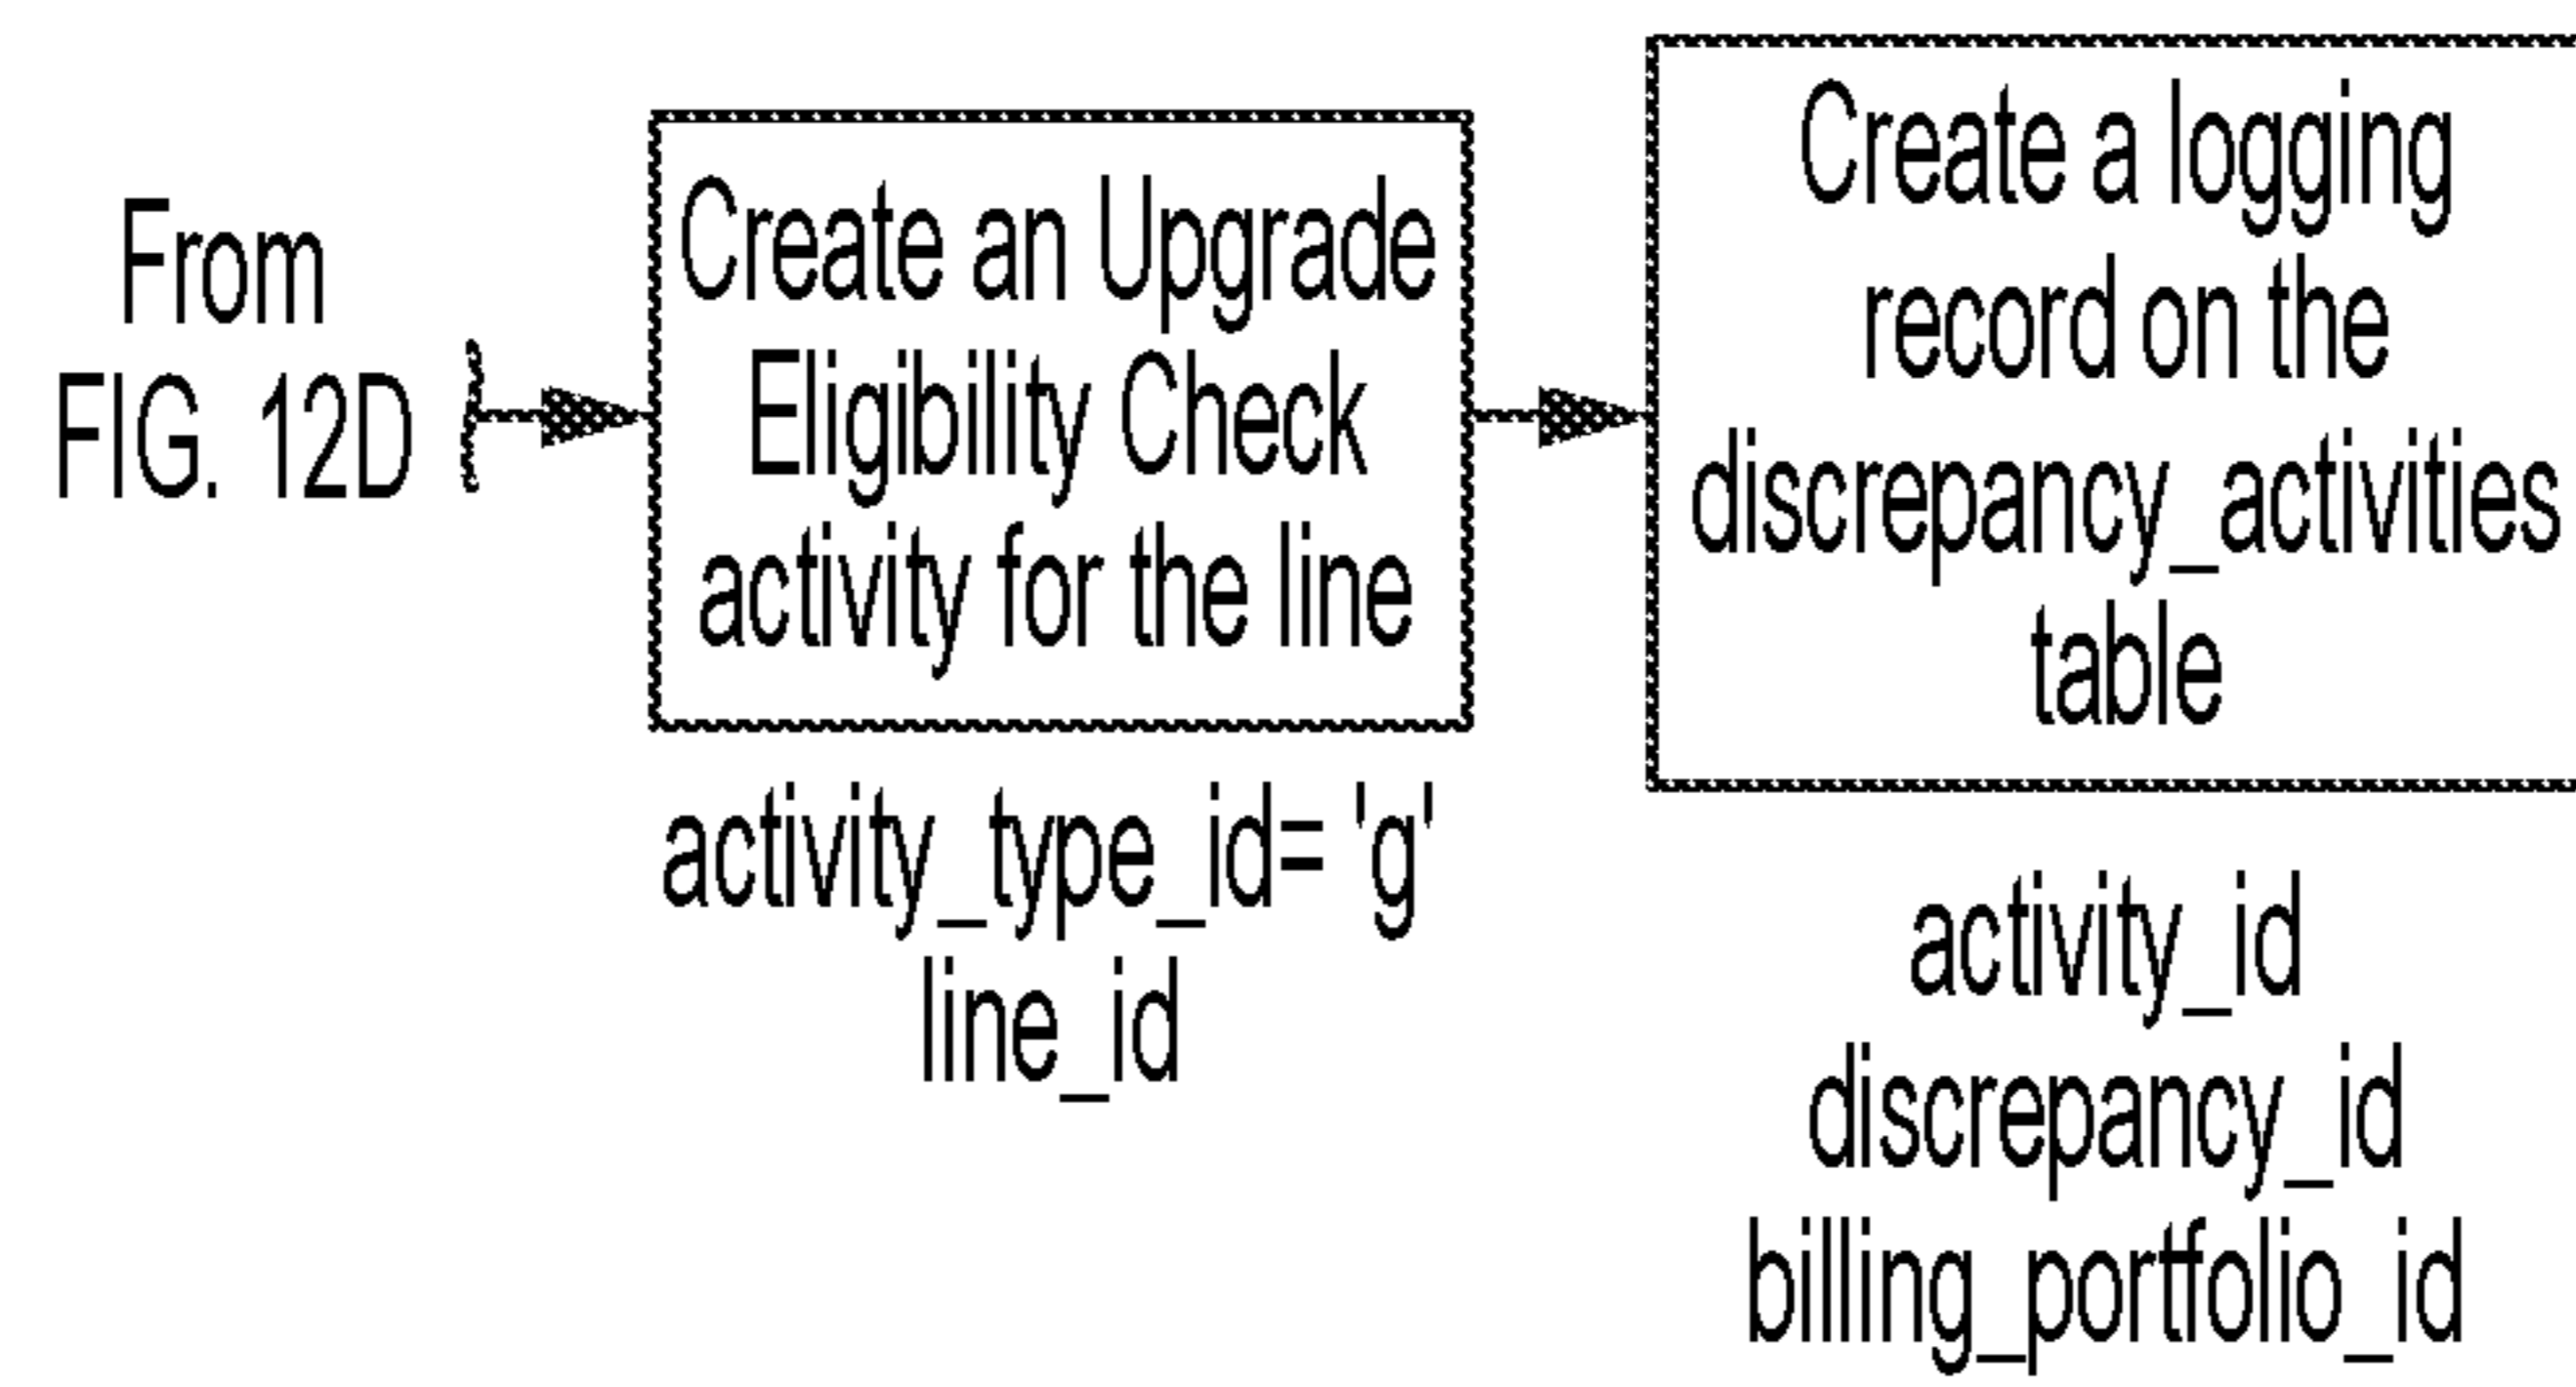 From
FIG. 12D
Create an Upgrade
Eligibility Check
activity for the line
activity_type_id= 'g'
line_id
Create a logging
record on the
discrepancy_activities
table
activity_id
discrepancy_id
billing_portfolio_id